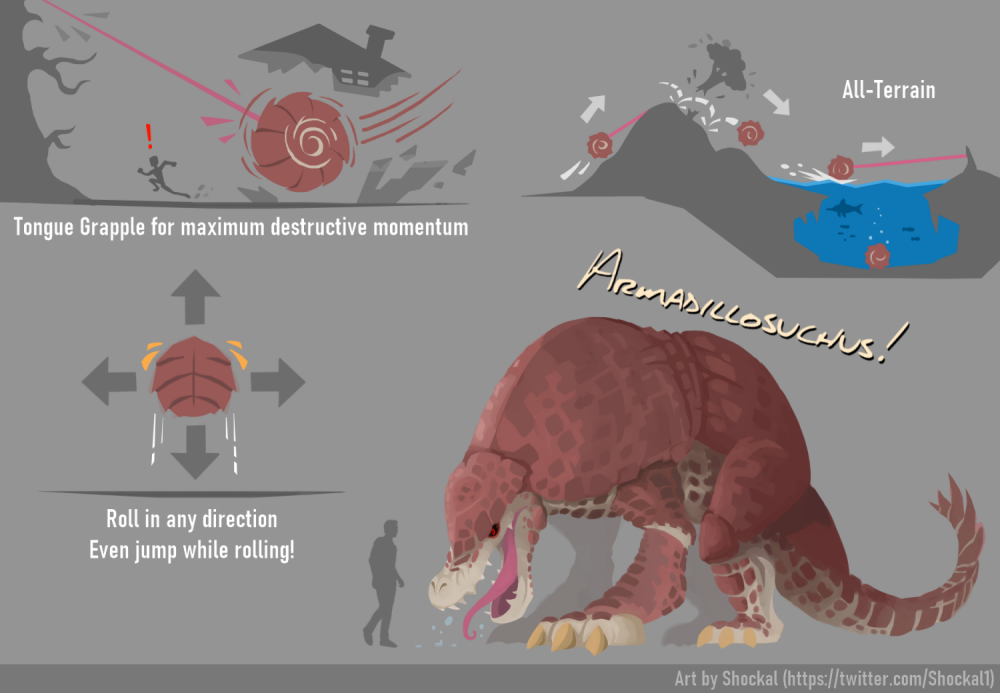 !
All-Terrain
Tongue Grapple for maximum destructive momentum
ARMADILLOSUCHUS!
Roll in any direction
Even jump while rolling!
Art by Shockal (https://twitter.com/Shockal1)